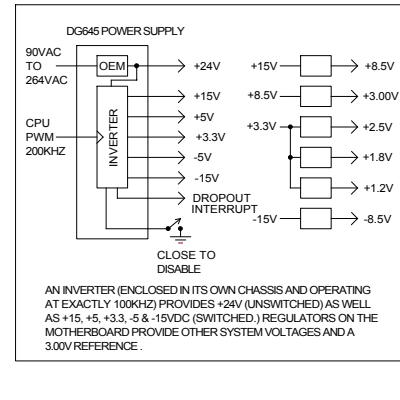 DG645 POWER SUPPLY
90VAC
TO
264VAC
OEM
+24V
+15V
+5V
+3.3V
-5V
-15V
DROPOUT
INTERRUPT
CPU
PWM
200KHZ
INVERTER
CLOSE TO
DISABLE
+15V
+8.5V
+8.5V
+3.00V
+3.3V
+2.5V
+1.8V
+1.2V
-15V
-8.5V
AN INVERTER (ENCLOSED IN ITS OWN CHASSIS AND OPERATING
AT EXACTLY 100KHZ) PROVIDES +24V (UNSWITCHED) AS WELL
AS +15, +5, +3.3, -5 & -15VDC (SWITCHED.) REGULATORS ON THE
MOTHERBOARD PROVIDE OTHER SYSTEM VOLTAGES AND A
3.00V REFERENCE .